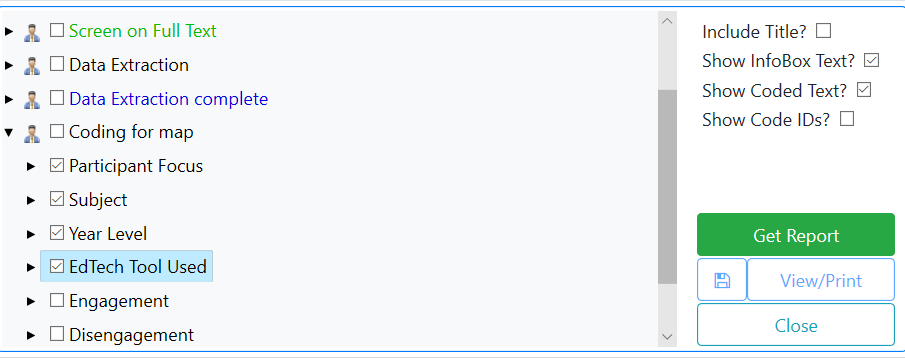 Screen on Full Text
Data Extraction
Data Extraction complete
Coding for map
Participant Focus
Subject
Year Level
EdTech Tool Used
Engagement
Disengagement
Include Title?
Show InfoBox Text?
Show Coded Text?
Show Code IDs?
Get Report
View/Print
Close